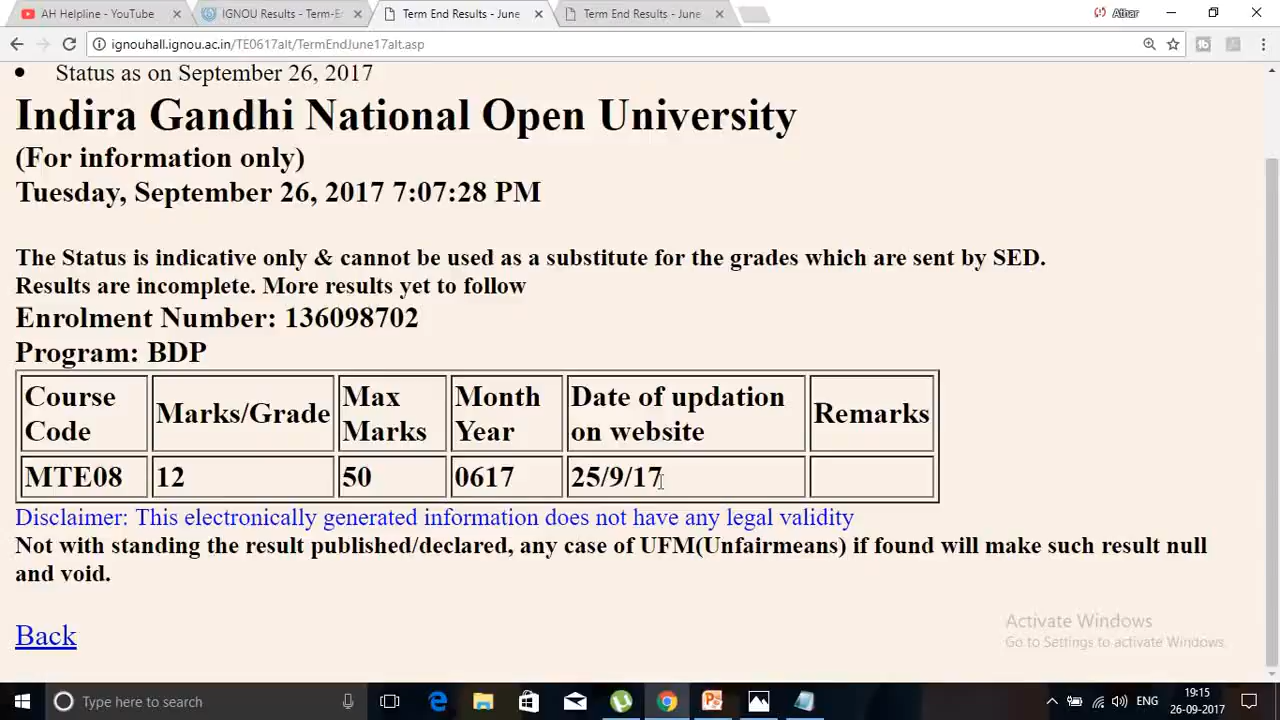 AH Helpline - YouTube
IGNOU Results - Term-E
Term End Results - June
Term End Results - June
Athar
ignouhall.ignou.ac.in/TE0617alt/TermEndJune17alt.asp
Status as on September 26, 2017
Indira Gandhi National Open University
(For information only)
Tuesday, September 26, 2017 7:07:28 PM
The Status is indicative only & cannot be used as a substitute for the grades which are sent by SED.
Results are incomplete. More results yet to follow
Enrolment Number: 136098702
Program: BDP
Course Code Marks/Grade Max Marks Month Year Date of updation on website Remarks
MTE08 12 50 0617 25/9/17
Disclaimer: This electronically generated information does not have any legal validity
Not with standing the result published/declared, any case of UFM(Unfairmeans) if found will make such result null
and void.
Back
Activate Windows
Go to Settings to activate Windows.
Type here to search
ENG
19:15
26-09-2017